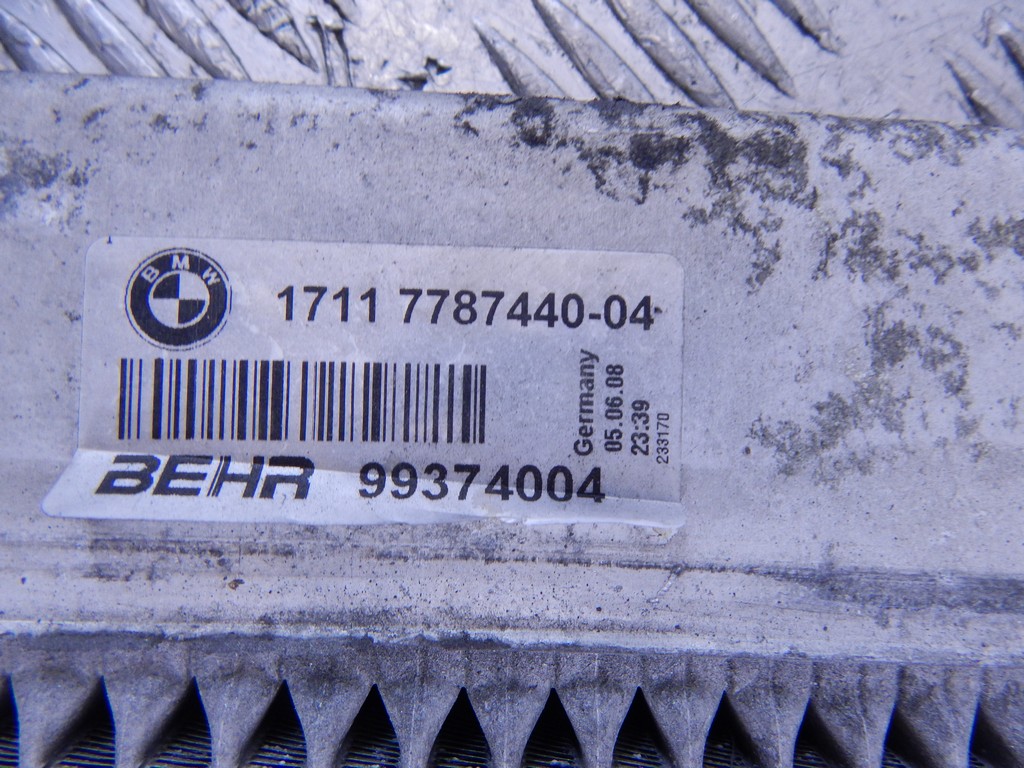 BMW
1711 7787440-04
Germany
05.06.08
23:39
233170
BEHR 99374004